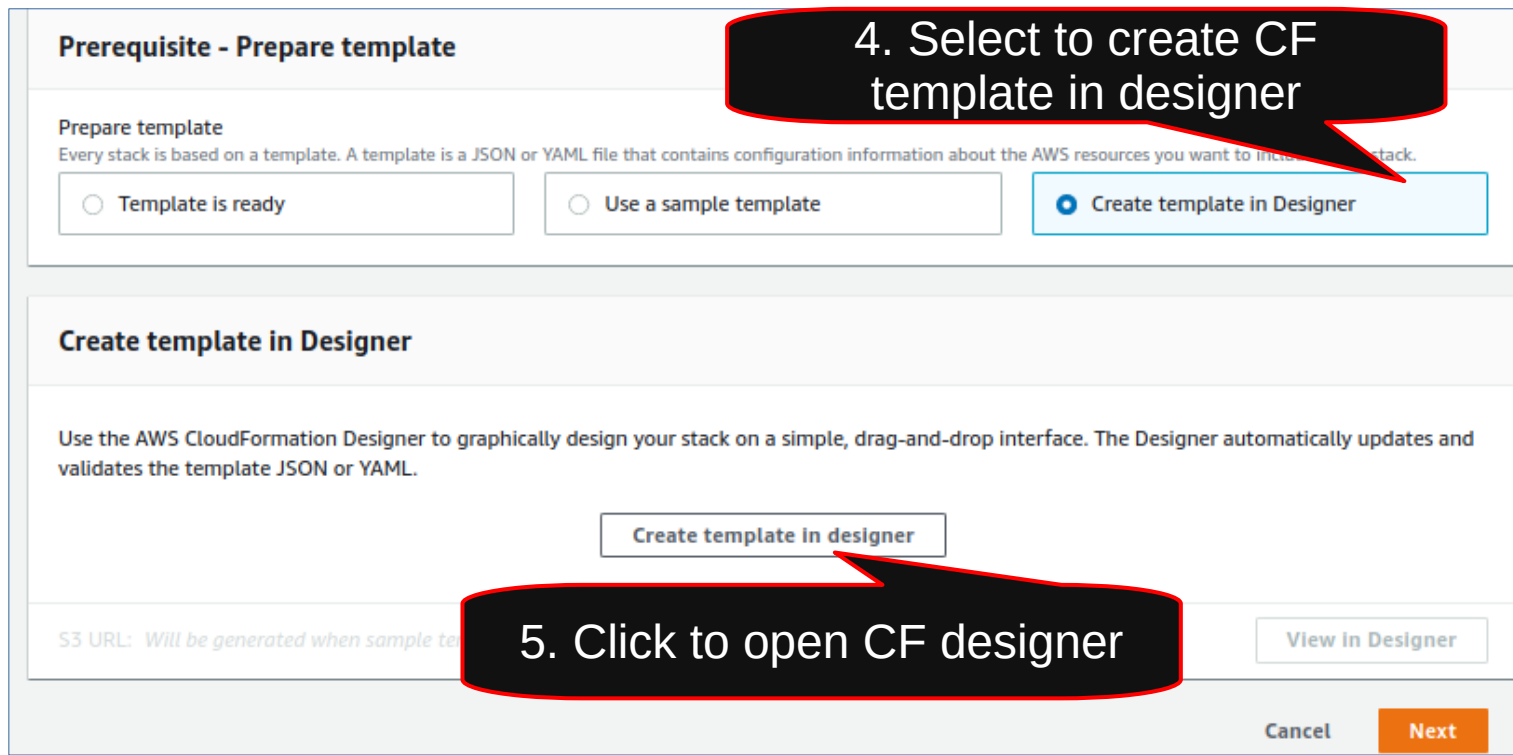 Prerequisite - Prepare template
4. Select to create CF
template in designer
Prepare template
Every stack is based on a template. A template is a JSON or YAML file that contains configuration information about the AWS resources you want to stack.
Template is ready
Use a sample template
Create template in Designer
Create template in Designer
Use the AWS CloudFormation Designer to graphically design your stack on a simple, drag-and-drop interface. The Designer automatically updates and
validates the template JSON or YAML.
Create template in designer
5. Click to open CF designer
S3 URL: Will be generated when sample
View in Designer
Cancel
Next